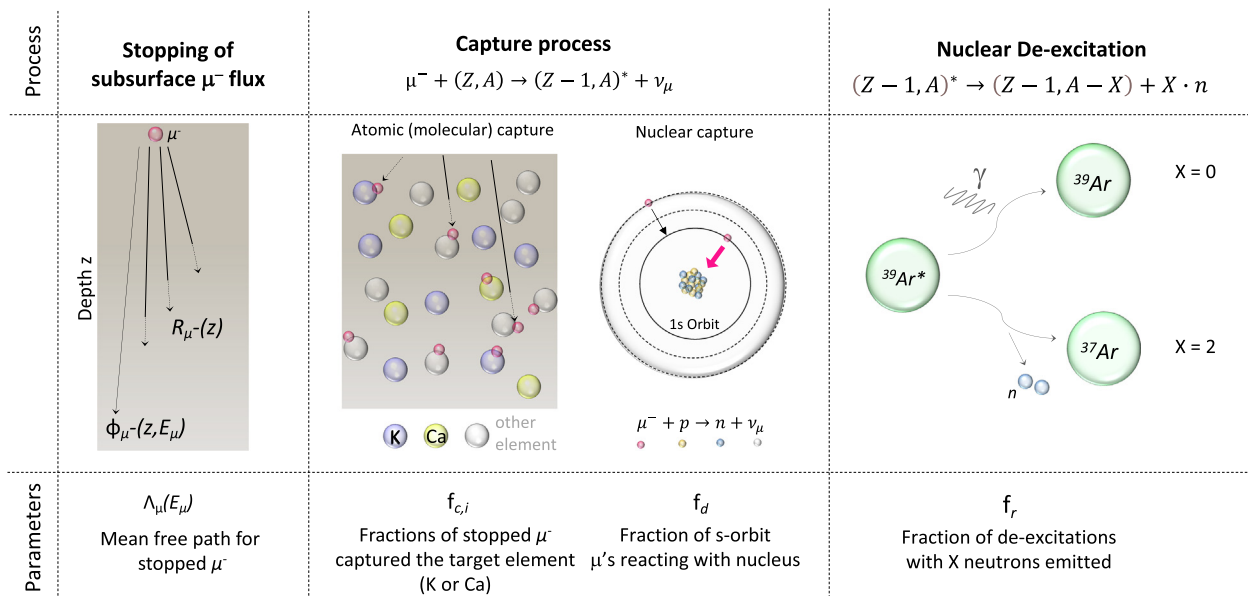 Process
Stopping of
subsurface μ⁻ flux
Capture process
μ⁻ + (Z, A) → (Z − 1, A)* + ν_μ
Nuclear De-excitation
(Z − 1, A)* → (Z − 1, A − X) + X · n
Depth z
μ-
R_μ-(z)
ϕ_μ-(z,E_μ)
Atomic (molecular) capture
K
Ca
other
element
Nuclear capture
1s Orbit
μ⁻ + p → n + ν_μ
γ
³⁹Ar
X = 0
³⁹Ar*
³⁷Ar
X = 2
n
Parameters
Λ_μ(E_μ)
Mean free path for
stopped μ-
f_c,i
Fractions of stopped μ-
captured the target element
(K or Ca)
f_d
Fraction of s-orbit
μ's reacting with nucleus
f_r
Fraction of de-excitations
with X neutrons emitted